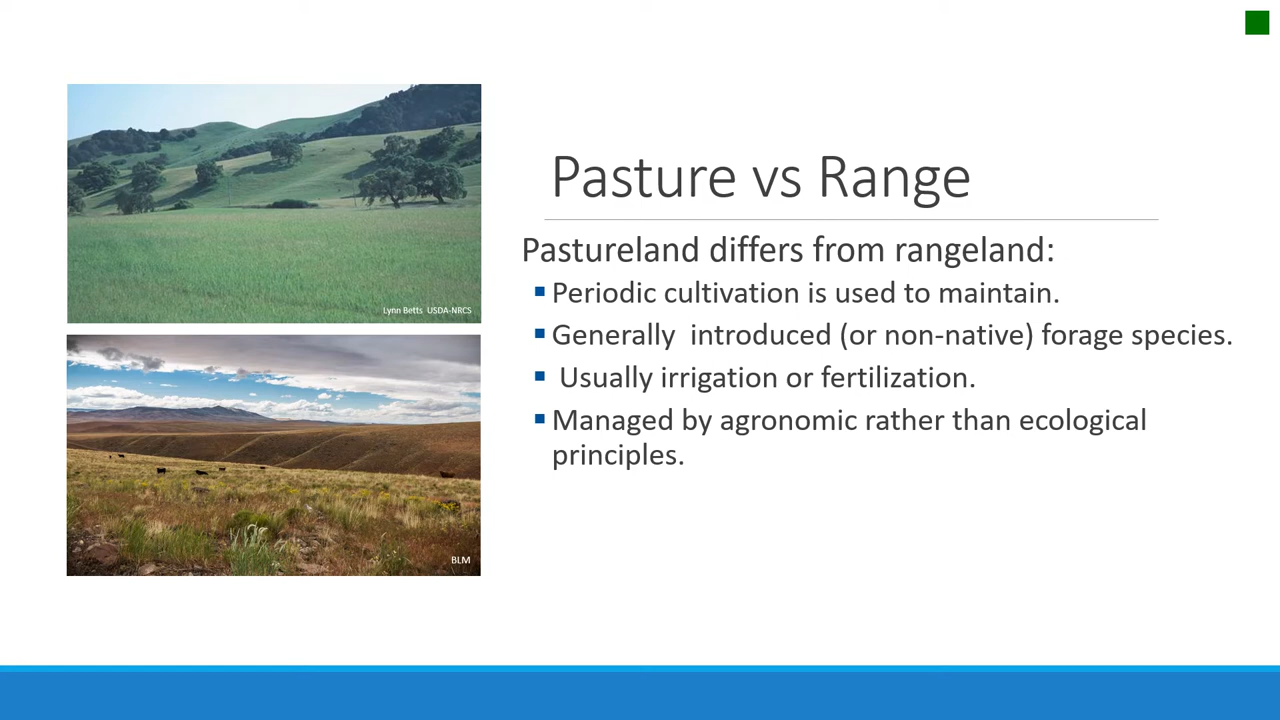 Pasture vs Range
Pastureland differs from rangeland:
▪ Periodic cultivation is used to maintain.
▪ Generally  introduced (or non-native) forage species.
▪ Usually irrigation or fertilization.
▪ Managed by agronomic rather than ecological
principles.
Lynn Betts  USDA-NRCS
BLM